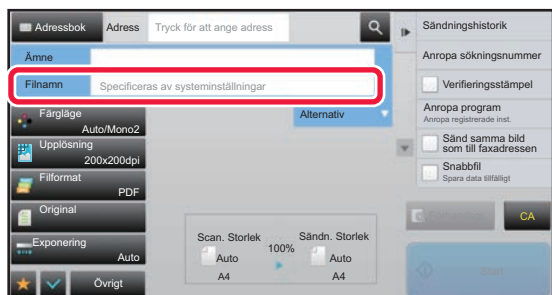 Adressbok
Adress
Tryck för att ange adress
Ämne
Filnamn
Specificeras av systeminställningar
Färgläge
Auto/Mono2
Upplösning
200x200dpi
Filformat
PDF
Original
Exponering
Auto
Övrigt
Alternativ
Scan. Storlek
Auto
A4
100%
Sändn. Storlek
Auto
A4
Sändningshistorik
Anropa sökningsnummer
Verifieringsstämpel
Anropa program
Anropa registrerade inst.
Sänd samma bild
som till faxadressen
Snabbfil
Spara data tillfälligt
CA